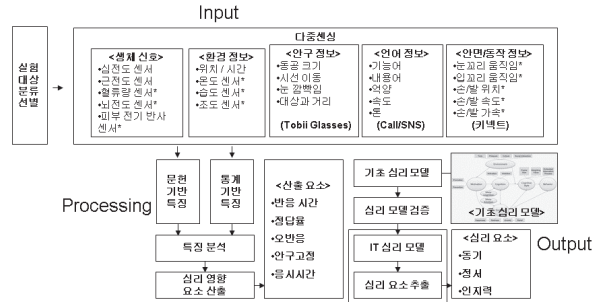 Input
다중센싱
실험
대상
분류
선별
<생체 신호>
•심전도 센서
•근전도 센서
•혈류량 센서*
•뇌전도 센서*
•피부 전기 반사
센서*
<환경 정보>
•위치 / 시간
•온도 센서*
•습도 센서*
•조도 센서*
<안구 정보>
•동공 크기
•시선 이동
•눈 깜빡임
•대상과 거리
(Tobii Glasses)
<언어 정보>
•기능어
•내용어
•억양
•속도
•톤
(Call/SNS)
<안면/동작 정보>
•눈꼬리 움직임*
•입꼬리 움직임*
•손/발 위치*
•손/발 속도*
•손/발 가속*
(키넥트)
Processing
문헌
기반
특징
통계
기반
특징
특징 분석
심리 영향
요소 산출
<산출 요소>
•반응 시간
•정답율
•오반응
•안구고정
•응시시간
기초 심리 모델
심리 모델 검증
IT 심리 모델
심리 요소 추출
<기초 심리 모델>
Output
<심리 요소>
•동기
•정서
•인지력